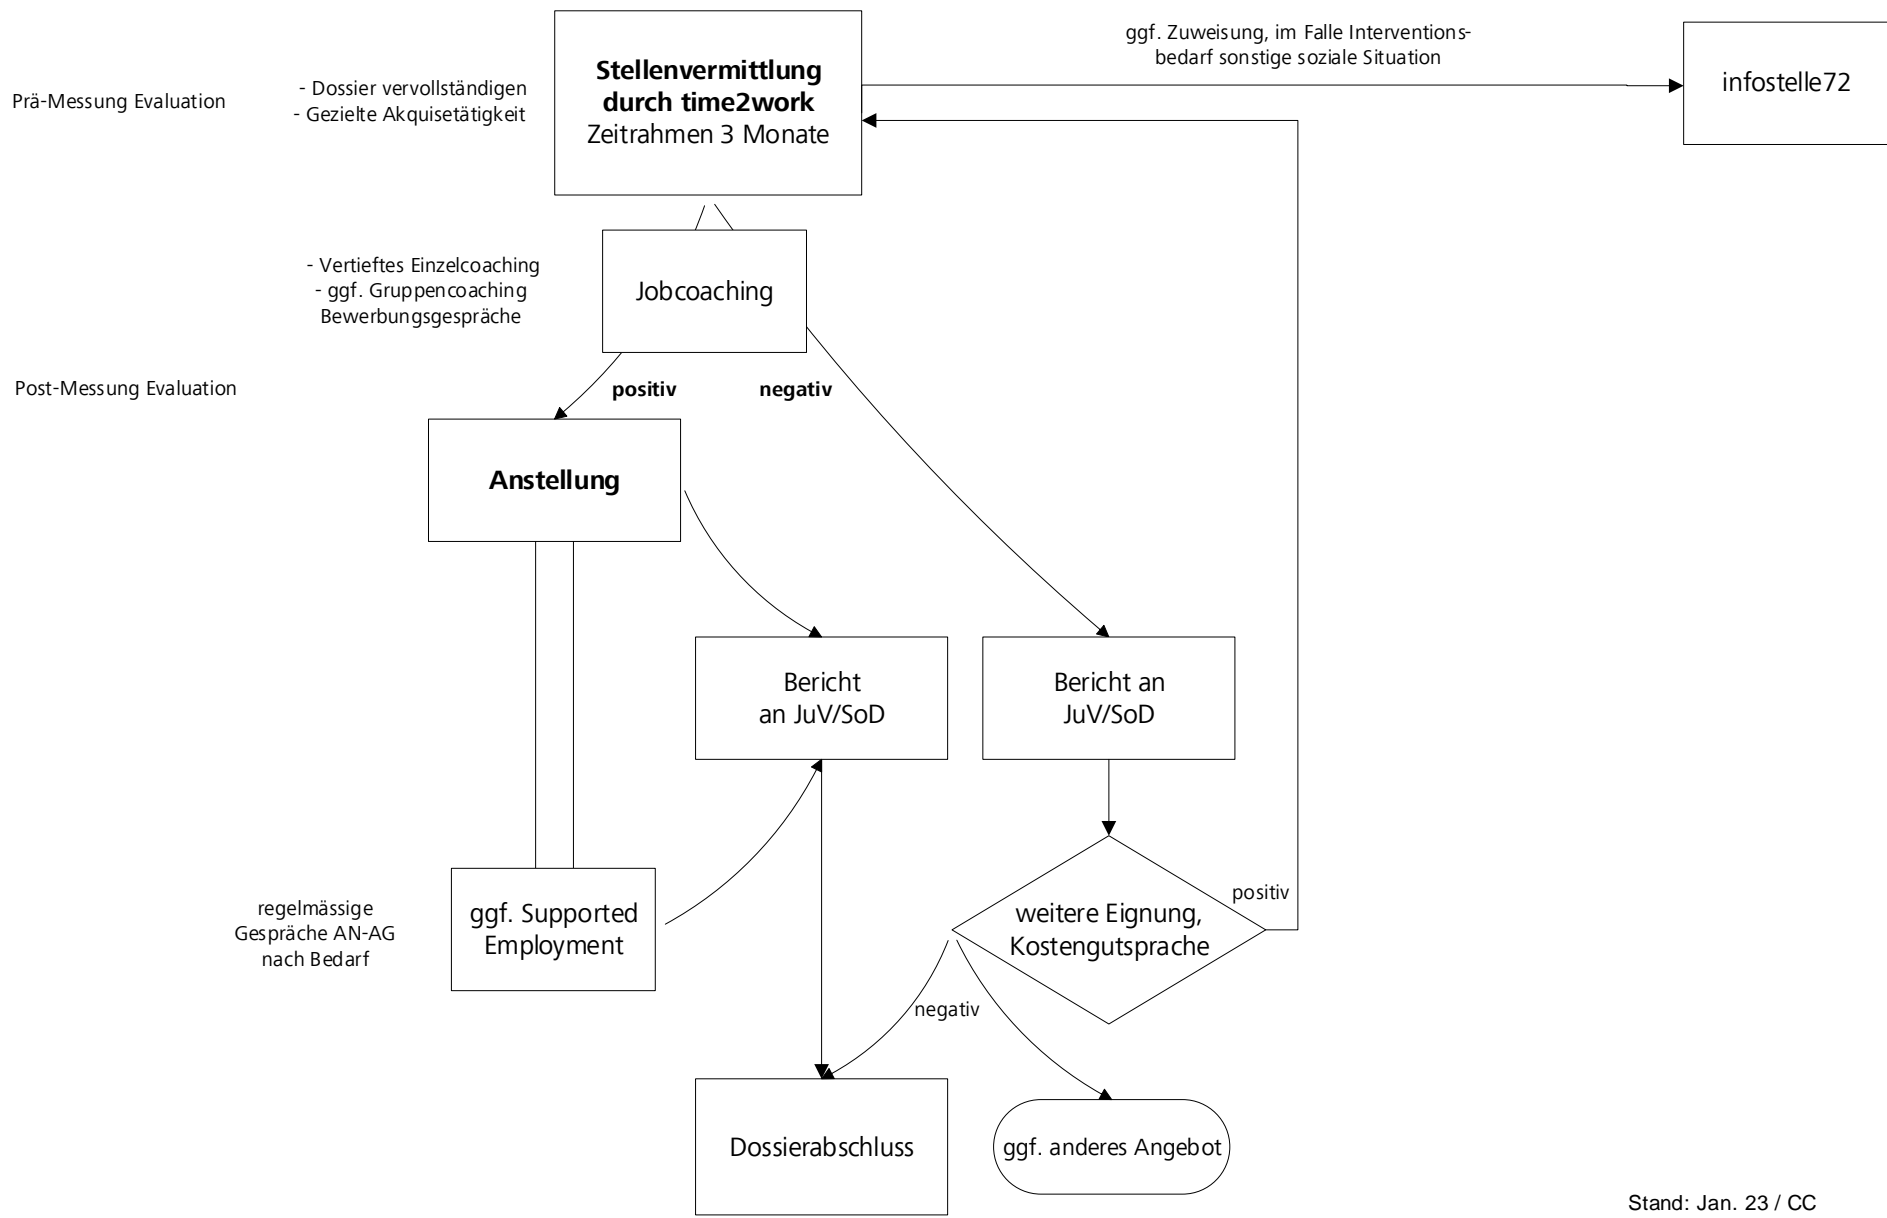 Stellenvermittlung
durch time2work
Zeitrahmen 3 Monate
ggf. Zuweisung, im Falle Interventions-
bedarf sonstige soziale Situation
infostelle72
Prä-Messung Evaluation
- Dossier vervollständigen
- Gezielte Akquisetätigkeit
- Vertieftes Einzelcoaching
- ggf. Gruppencoaching
Bewerbungsgespräche
Jobcoaching
Post-Messung Evaluation
positiv
negativ
Anstellung
Bericht
an JuV/SoD
Bericht an
JuV/SoD
regelmässige
Gespräche AN-AG
nach Bedarf
ggf. Supported
Employment
weitere Eignung,
Kostengutsprache
positiv
negativ
Dossierabschluss
ggf. anderes Angebot
Stand: Jan. 23 / CC